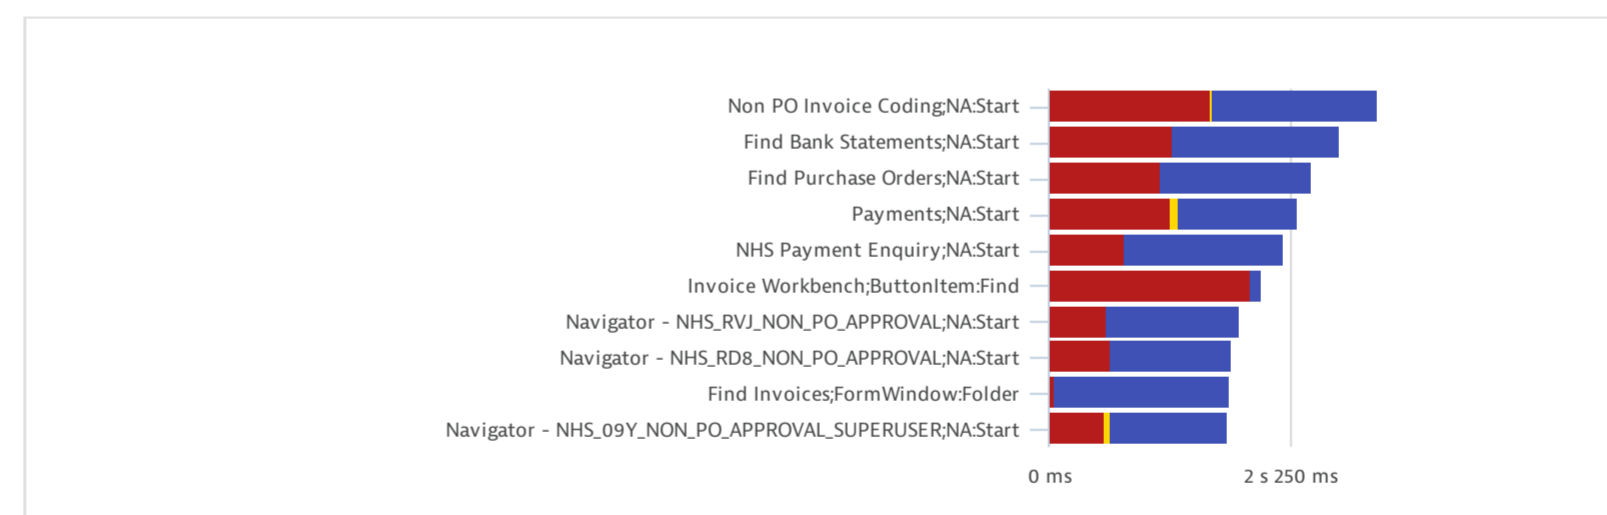 Non PO Invoice Coding;NA:Start
Find Bank Statements;NA:Start
Find Purchase Orders;NA:Start
Payments;NA:Start
NHS Payment Enquiry;NA:Start
Invoice Workbench;ButtonItem:Find
Navigator - NHS_RVJ_NON_PO_APPROVAL;NA:Start
Navigator - NHS_RD8_NON_PO_APPROVAL;NA:Start
Find Invoices;FormWindow:Folder
Navigator - NHS_09Y_NON_PO_APPROVAL_SUPERUSER;NA:Start
0 ms 2 s 250 ms